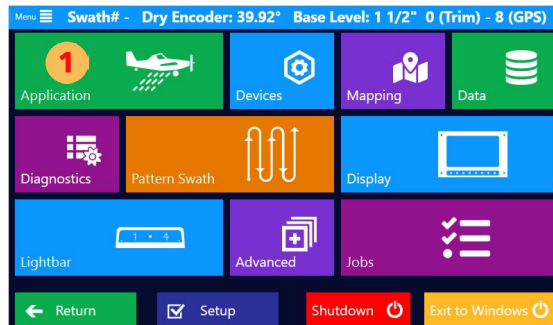 Menu Swath# - Dry Encoder: 39.92° Base Level: 1 1/2" 0 (Trim) - 8 (GPS)
1
Application Devices Mapping Data
Diagnostics Pattern Swath Display
1 • 4
Lightbar Advanced Jobs
Return Setup Shutdown Exit to Windows